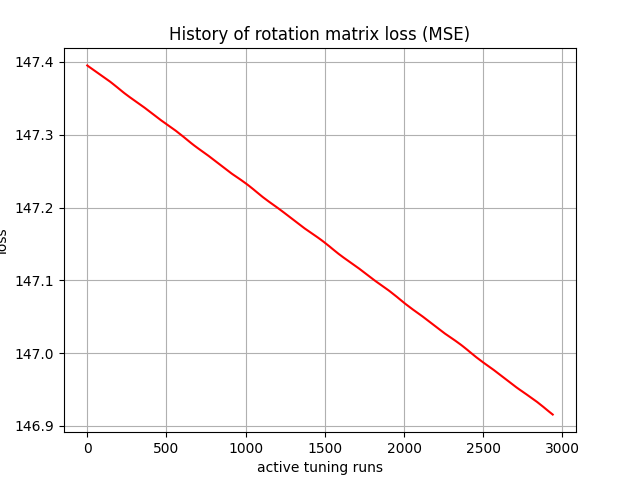 History of rotation matrix loss (MSE)
147.4
147.3
147.2
147.1
147.0
146.9
loss
0 500 1000 1500 2000 2500 3000
active tuning runs